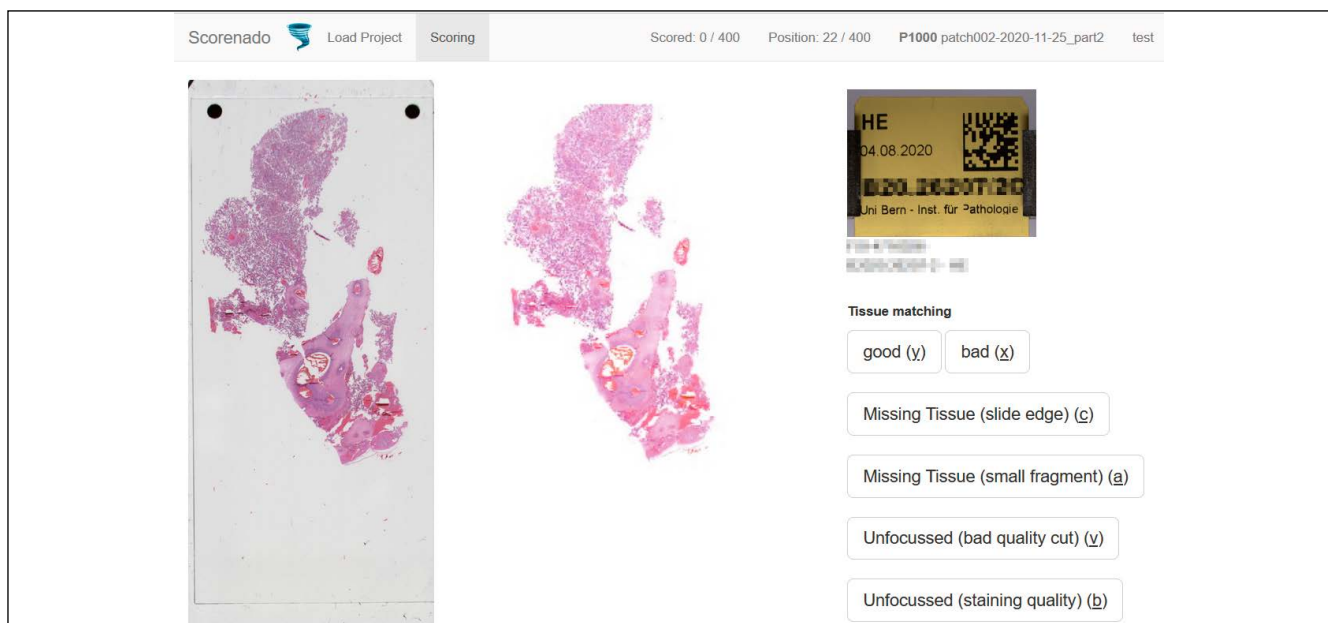 Scorenado Load Project Scoring Scored: 0 / 400 Position: 22 / 400 P1000 patch002-2020-11-25_part2 test
HE
04.08.2020
Uni Bern - Inst. für Pathologie
Tissue matching
good (y) bad (x)
Missing Tissue (slide edge) (c)
Missing Tissue (small fragment) (a)
Unfocussed (bad quality cut) (v)
Unfocussed (staining quality) (b)